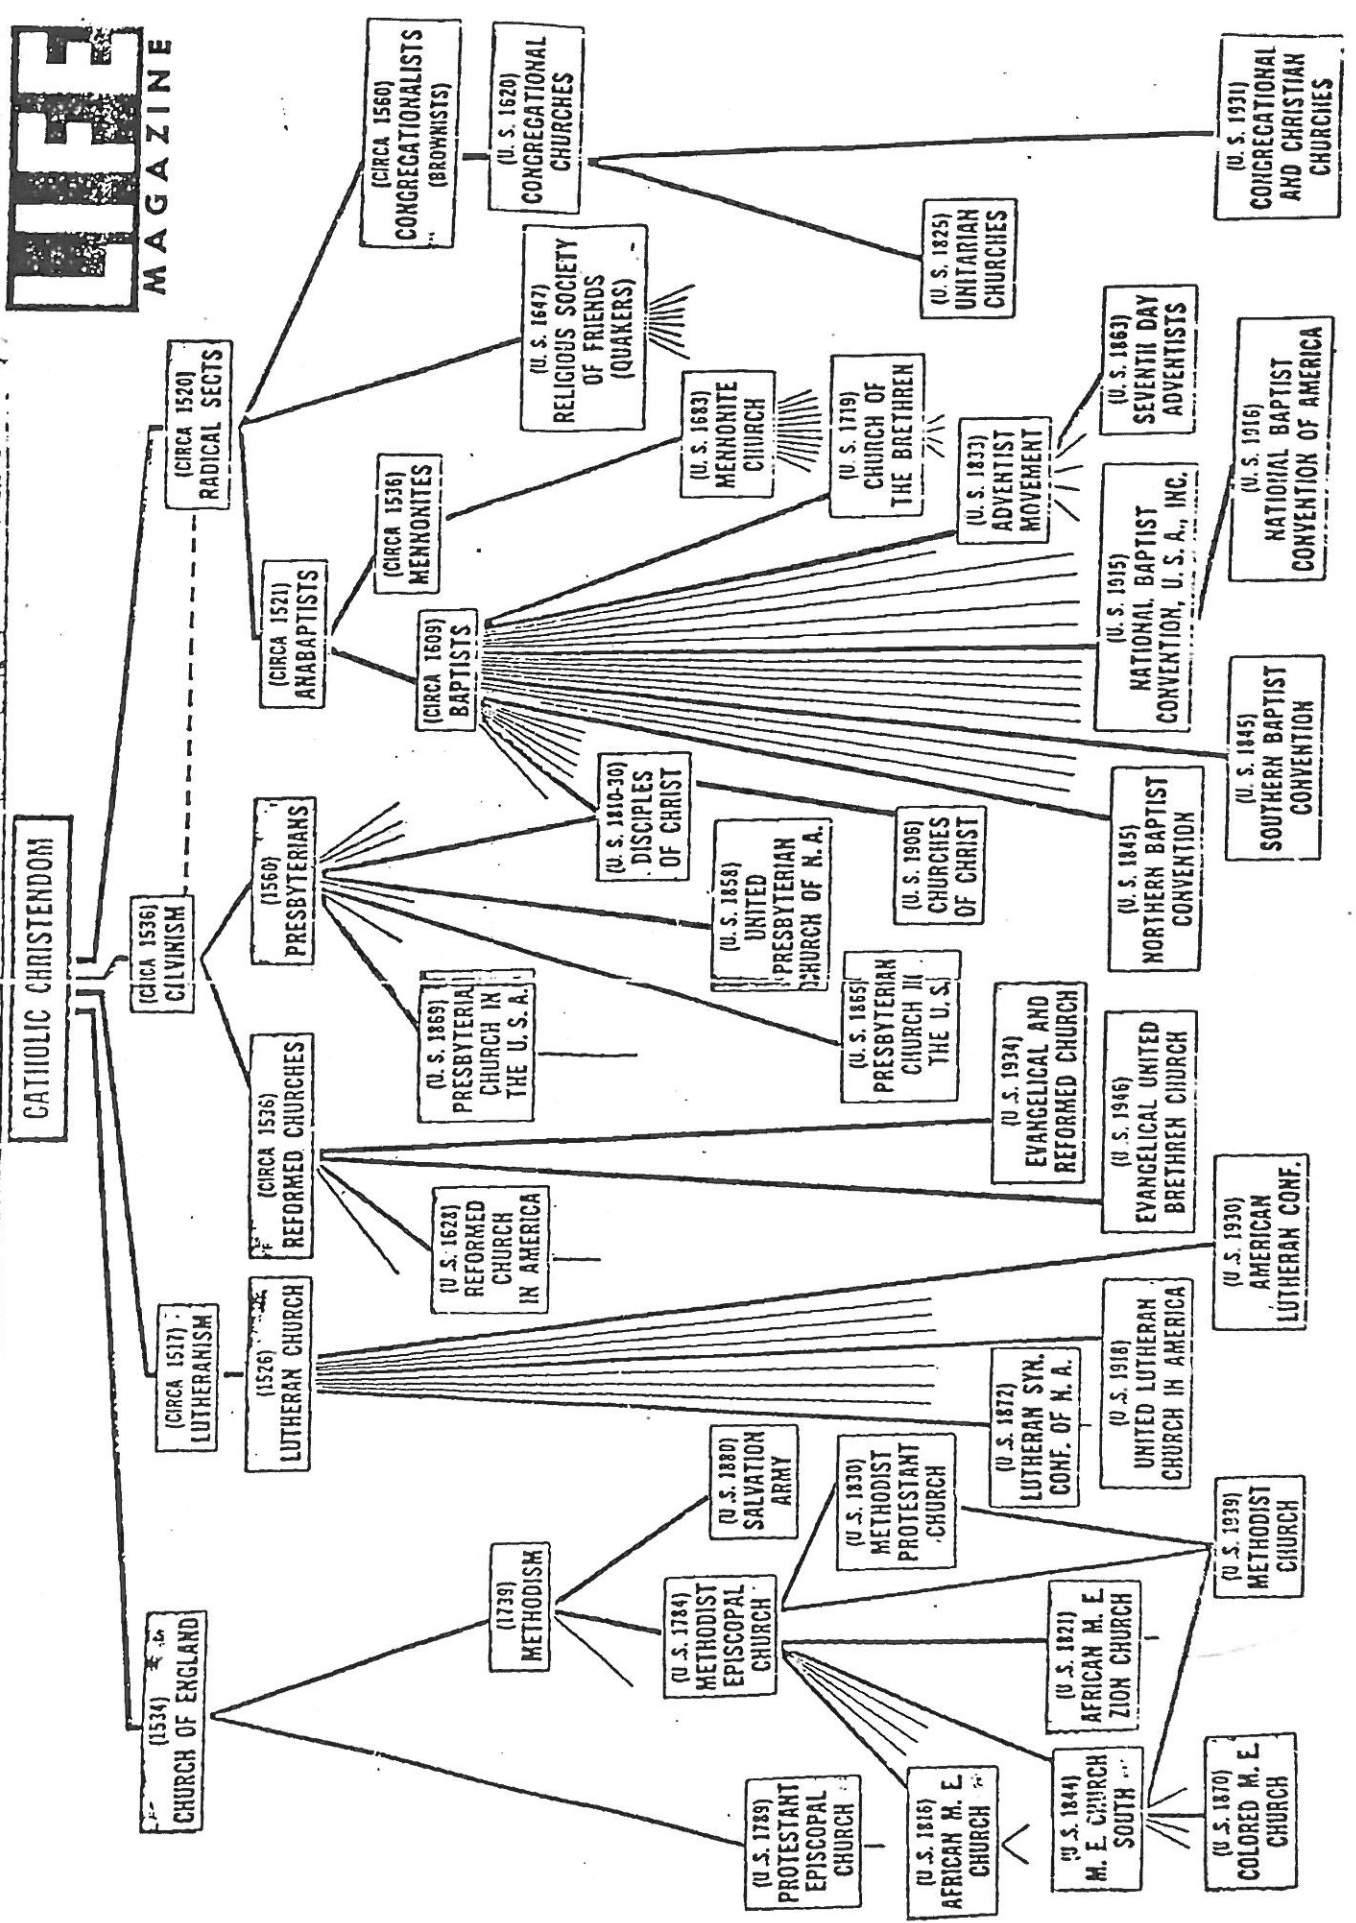 LIFE
MAGAZINE
CATHOLIC CHRISTENDOM
(1534)
CHURCH OF ENGLAND
(CIRCA 1517)
LUTHERANISM
(CIRCA 1536)
CILVINISM
(CIRCA 1520)
RADICAL SECTS
(1526)
LUTHERAN CHURCH
(CIRCA 1536)
REFORMED CHURCHES
(1560)
PRESBYTERIANS
(CIRCA 1521)
ANABAPTISTS
(CIRCA 1536)
MENNONITES
(CIRCA 1560)
CONGREGATIONALISTS
(BROWNISTS)
(1739)
METHODISM
(U.S. 1628)
REFORMED
CHURCH
IN AMERICA
(U.S. 1869)
PRESBYTERIA
CHURCH IN
THE U.S.A.
(CIRCA 1609)
BAPTISTS
(U.S. 1647)
RELIGIOUS SOCIETY
OF FRIENDS
(QUAKERS)
(U.S. 1620)
CONGREGATIONAL
CHURCHES
(U.S. 1784)
METHODIST
EPISCOPAL
CHURCH
(U.S. 1880)
SALVATION
ARMY
(U.S. 1858)
UNITED
PRESBYTERIAN
CHURCH OF N.A.
(U.S. 1810-30)
DISCIPLES
OF CHRIST
(U.S. 1683)
MENNONITE
CHURCH
(U.S. 1789)
PROTESTANT
EPISCOPAL
CHURCH
(U.S. 1830)
METHODIST
PROTESTANT
CHURCH
(U.S. 1865)
PRESBYTERIAN
CHURCH III
THE U.S.
(U.S. 1906)
CHURCHES
OF CHRIST
(U.S. 1719)
CHURCH OF
THE BRETHREN
(U.S. 1825)
UNITARIAN
CHURCHES
(U.S. 1816)
AFRICAN M. E.
CHURCH
(U.S. 1872)
LUTHERAN SYN.
CONF. OF N.A.
(U.S. 1934)
EVANGELICAL AND
REFORMED CHURCH
(U.S. 1833)
ADVENTIST
MOVEMENT
(U.S. 1844)
M. E. CHURCH
SOUTH
(U.S. 1821)
AFRICAN M. E.
ZION CHURCH
(U.S. 1918)
UNITED LUTHERAN
CHURCH IN AMERICA
(U.S. 1946)
EVANGELICAL UNITED
BRETHREN CHURCH
(U.S. 1845)
NORTHERN BAPTIST
CONVENTION
(U.S. 1915)
NATIONAL BAPTIST
CONVENTION, U.S.A., INC.
(U.S. 1863)
SEVENTH DAY
ADVENTISTS
(U.S. 1870)
COLORED M. E.
CHURCH
(U.S. 1939)
METHODIST
CHURCH
(U.S. 1930)
AMERICAN
LUTHERAN CONF.
(U.S. 1845)
SOUTHERN BAPTIST
CONVENTION
(U.S. 1916)
NATIONAL BAPTIST
CONVENTION OF AMERICA
(U.S. 1931)
CONGREGATIONAL
AND CHRISTIAN
CHURCHES